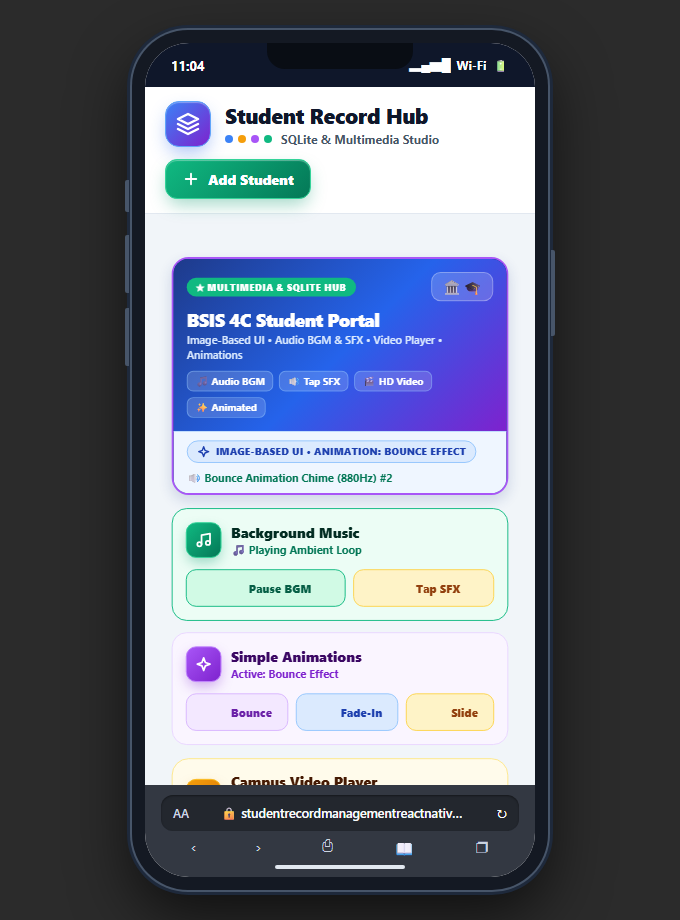 11:04
Wi-Fi
Student Record Hub
SQLite & Multimedia Studio
+ Add Student
★ MULTIMEDIA & SQLITE HUB
BSIS 4C Student Portal
Image-Based UI • Audio BGM & SFX • Video Player •
Animations
Audio BGM
Tap SFX
HD Video
Animated
IMAGE-BASED UI • ANIMATION: BOUNCE EFFECT
Bounce Animation Chime (880Hz) #2
Background Music
Playing Ambient Loop
Pause BGM
Tap SFX
Simple Animations
Active: Bounce Effect
Bounce
Fade-In
Slide
Campus Video Player
AA
studentrecordmanagementreactnativ...